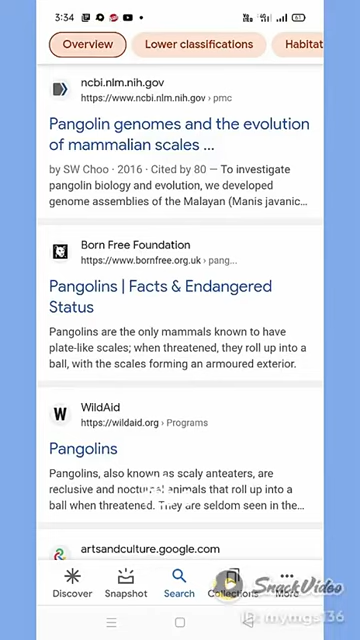 3:34
61
Overview
Lower classifications
Habitat
ncbi.nlm.nih.gov
https://www.ncbi.nlm.nih.gov › pmc
Pangolin genomes and the evolution
of mammalian scales ...
by SW Choo · 2016 · Cited by 80 — To investigate
pangolin biology and evolution, we developed
genome assemblies of the Malayan (Manis javanic...
Born Free Foundation
https://www.bornfree.org.uk › pang...
Pangolins | Facts & Endangered
Status
Pangolins are the only mammals known to have
plate-like scales; when threatened, they roll up into a
ball, with the scales forming an armoured exterior.
W
WildAid
https://wildaid.org › Programs
Pangolins
Pangolins, also known as scaly anteaters, are
reclusive and nocturnal animals that roll up into a
ball when threatened. They are seldom seen in the...
artsandculture.google.com
Discover
Snapshot
Search
Collections
More
SnackVideo
ID: mymg_136